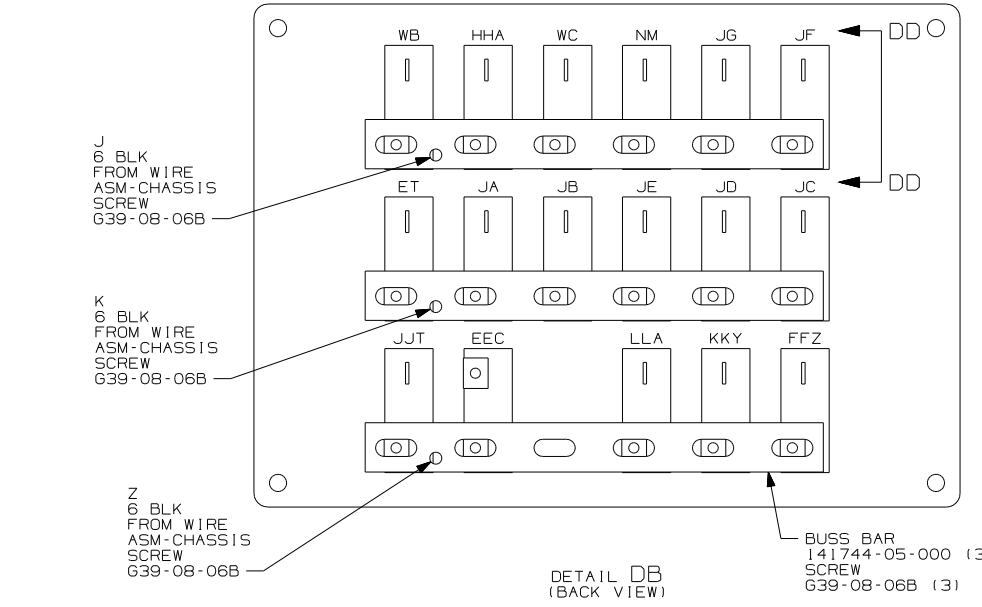 WB HHA WC NM JG JF DD
J
6 BLK
FROM WIRE
ASM-CHASSIS
SCREW
G39-08-06B
ET JA JB JE JD JC DD
K
6 BLK
FROM WIRE
ASM-CHASSIS
SCREW
G39-08-06B
JJT EEC LLA KKY FFZ
Z
6 BLK
FROM WIRE
ASM-CHASSIS
SCREW
G39-08-06B
BUSS BAR
141744-05-000 (3
SCREW
G39-08-06B (3)
DETAIL DB
(BACK VIEW)